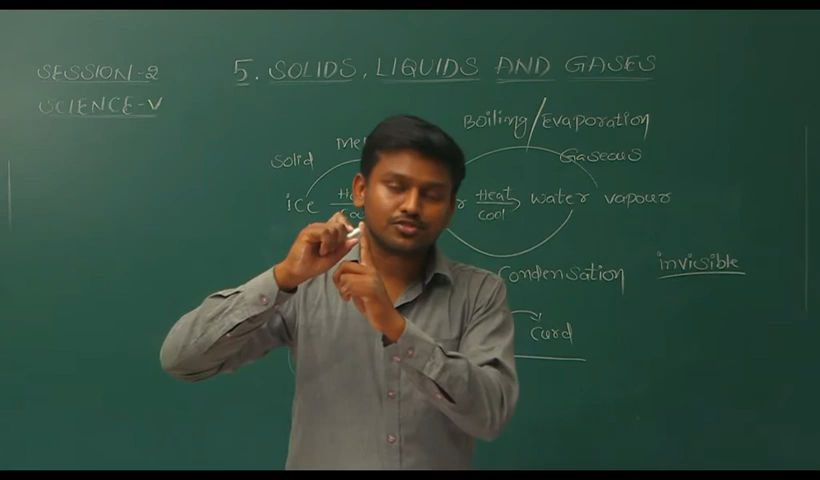 SESSION-2
SCIENCE-V
5. SOLIDS, LIQUIDS AND GASES
Boiling/Evaporation
Solid
Gaseous
ice Heat water vapour
Cool
Condensation invisible
Curd